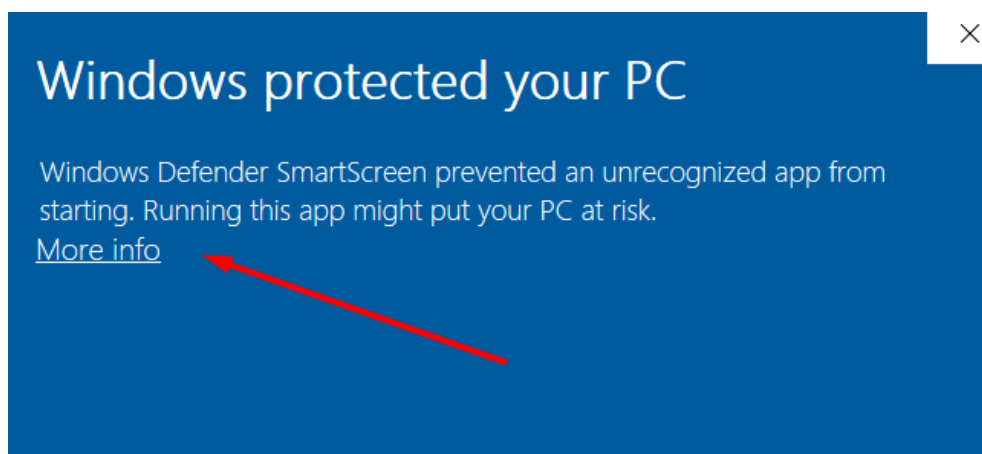 Windows protected your PC
Windows Defender SmartScreen prevented an unrecognized app from
starting. Running this app might put your PC at risk.
More info